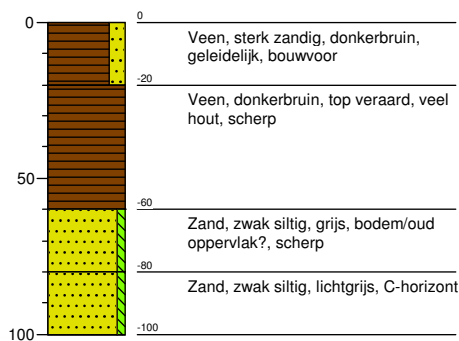 0
0
Veen, sterk zandig, donkerbruin,
geleidelijk, bouwvoor
-20
Veen, donkerbruin, top veraard, veel
hout, scherp
50
-60
Zand, zwak siltig, grijs, bodem/oud
oppervlak?, scherp
-80
Zand, zwak siltig, lichtgrijs, C-horizont
100
-100